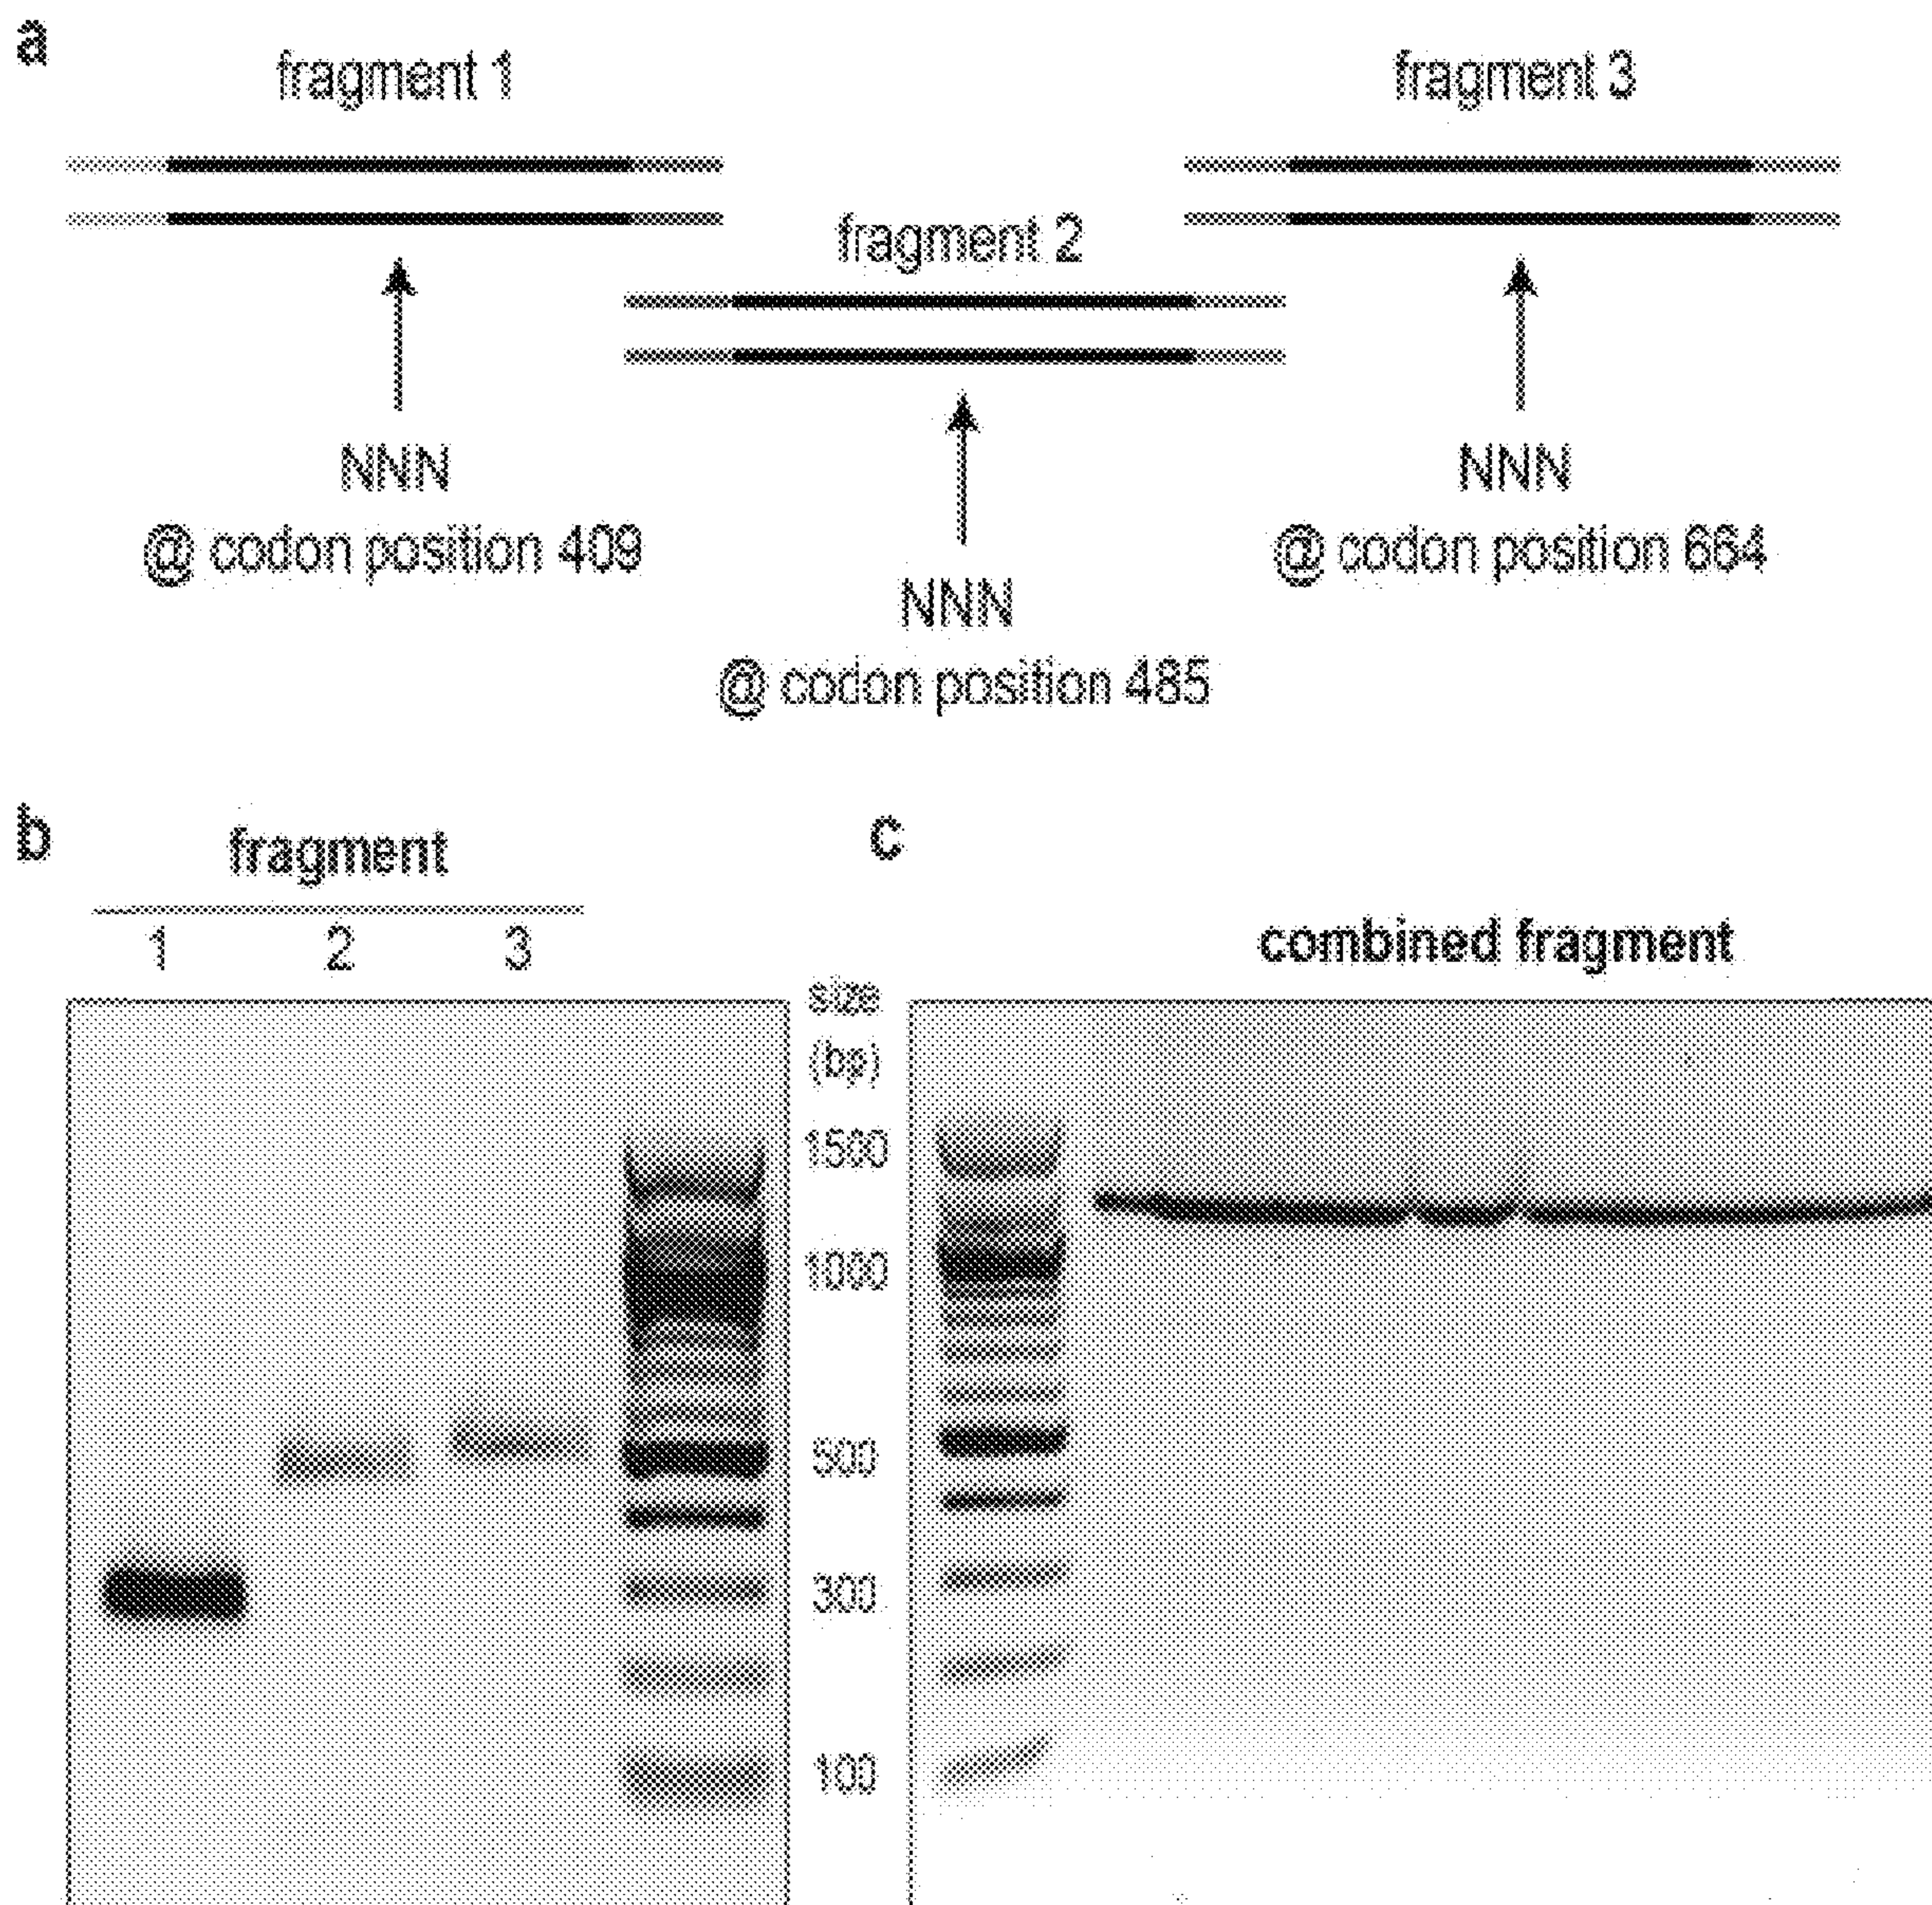 a
fragment 1
fragment 3
fragment 2
NNN
@ codon position 409
NNN
@ codon position 664
NNN
@ codon position 485
b
fragment
1 2 3
c
combined fragment
size
(bp)
1500
1000
500
300
100